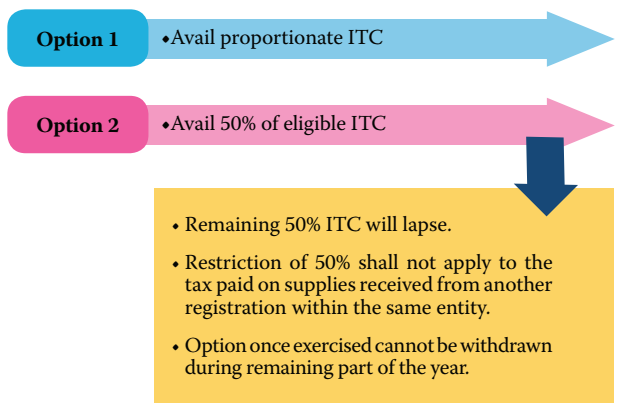 Option 1
•Avail proportionate ITC
Option 2
•Avail 50% of eligible ITC
• Remaining 50% ITC will lapse.
• Restriction of 50% shall not apply to the
tax paid on supplies received from another
registration within the same entity.
• Option once exercised cannot be withdrawn
during remaining part of the year.